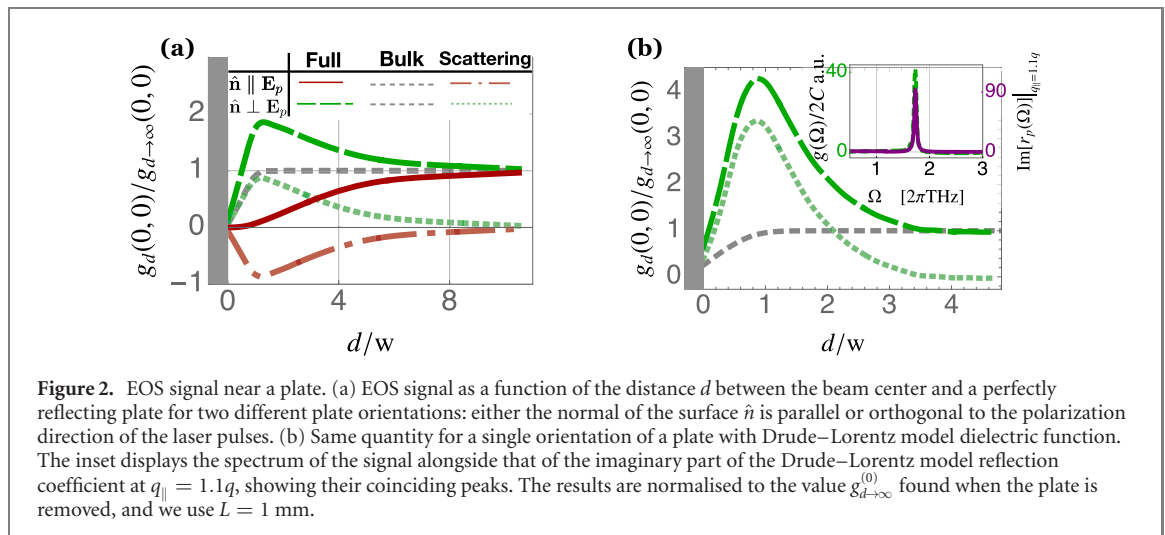 (a)
Full Bulk Scattering
n̂ ∥ E_p
n̂ ⊥ E_p
g_d(0, 0)/g_{d→∞}(0, 0)
2
1
0
−1
0 4 8
d/w
(b)
g_d(0, 0)/g_{d→∞}(0, 0)
4
3
2
1
0
0 1 2 3 4
d/w
g(Ω)/2C a.u.
40
0
Im[r_p(Ω)]|_{q_∥=1.1q}
90
0
1 2 3
Ω [2πTHz]
Figure 2. EOS signal near a plate. (a) EOS signal as a function of the distance d between the beam center and a perfectly
reflecting plate for two different plate orientations: either the normal of the surface n̂ is parallel or orthogonal to the polarization
direction of the laser pulses. (b) Same quantity for a single orientation of a plate with Drude–Lorentz model dielectric function.
The inset displays the spectrum of the signal alongside that of the imaginary part of the Drude–Lorentz model reflection
coefficient at q_∥ = 1.1q, showing their coinciding peaks. The results are normalised to the value g^{(0)}_{d→∞} found when the plate is
removed, and we use L = 1 mm.